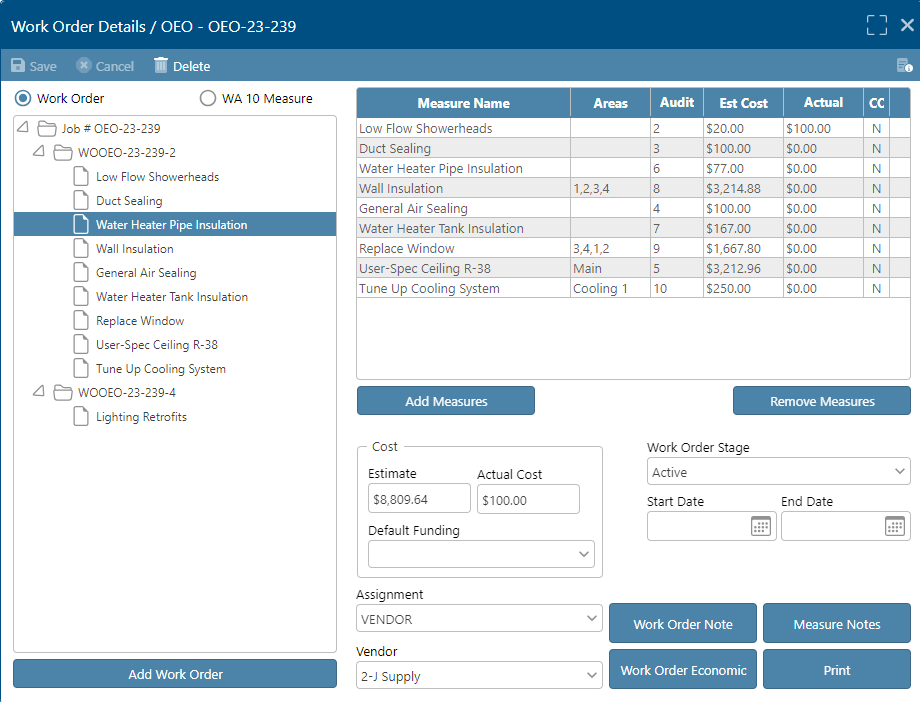 Work Order Details / OEO - OEO-23-239
Save Cancel Delete
Work Order WA 10 Measure
Job # OEO-23-239
WOOEO-23-239-2
Low Flow Showerheads
Duct Sealing
Water Heater Pipe Insulation
Wall Insulation
General Air Sealing
Water Heater Tank Insulation
Replace Window
User-Spec Ceiling R-38
Tune Up Cooling System
WOOEO-23-239-4
Lighting Retrofits
Add Work Order
Measure Name Areas Audit Est Cost Actual CC
Low Flow Showerheads 2 $20.00 $100.00 N
Duct Sealing 3 $100.00 $0.00 N
Water Heater Pipe Insulation 6 $77.00 $0.00 N
Wall Insulation 1,2,3,4 8 $3,214.88 $0.00 N
General Air Sealing 4 $100.00 $0.00 N
Water Heater Tank Insulation 7 $167.00 $0.00 N
Replace Window 3,4,1,2 9 $1,667.80 $0.00 N
User-Spec Ceiling R-38 Main 5 $3,212.96 $0.00 N
Tune Up Cooling System Cooling 1 10 $250.00 $0.00 N
Add Measures Remove Measures
Cost
Estimate Actual Cost
$8,809.64 $100.00
Default Funding
Work Order Stage
Active
Start Date End Date
Assignment
VENDOR
Vendor
2-J Supply
Work Order Note Measure Notes
Work Order Economic Print